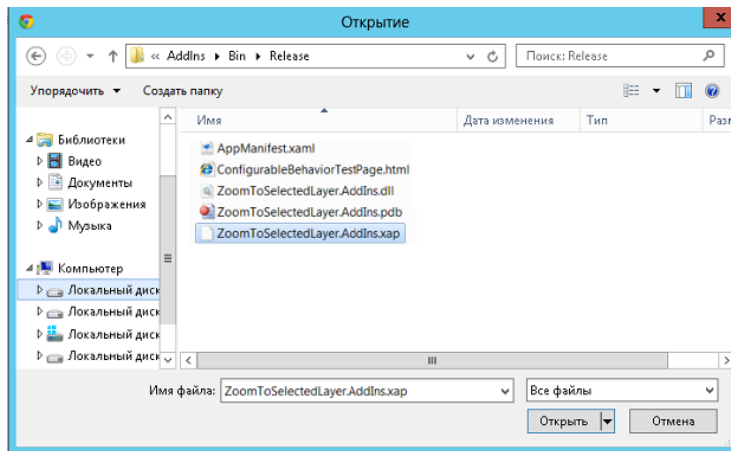 Открытие
x
« AddIns Bin Release Поиск: Release
Упорядочить Создать папку
Имя Дата изменения Тип Разм
Библиотеки
Видео
Документы
Изображения
Музыка
Компьютер
Локальный диск
Локальный диск
Локальный диск
Локальный диск
AppManifest.xaml
ConfigurableBehaviorTestPage.html
ZoomToSelectedLayer.AddIns.dll
ZoomToSelectedLayer.AddIns.pdb
ZoomToSelectedLayer.AddIns.xap
Имя файла: ZoomToSelectedLayer.AddIns.xap Все файлы
Открыть Отмена